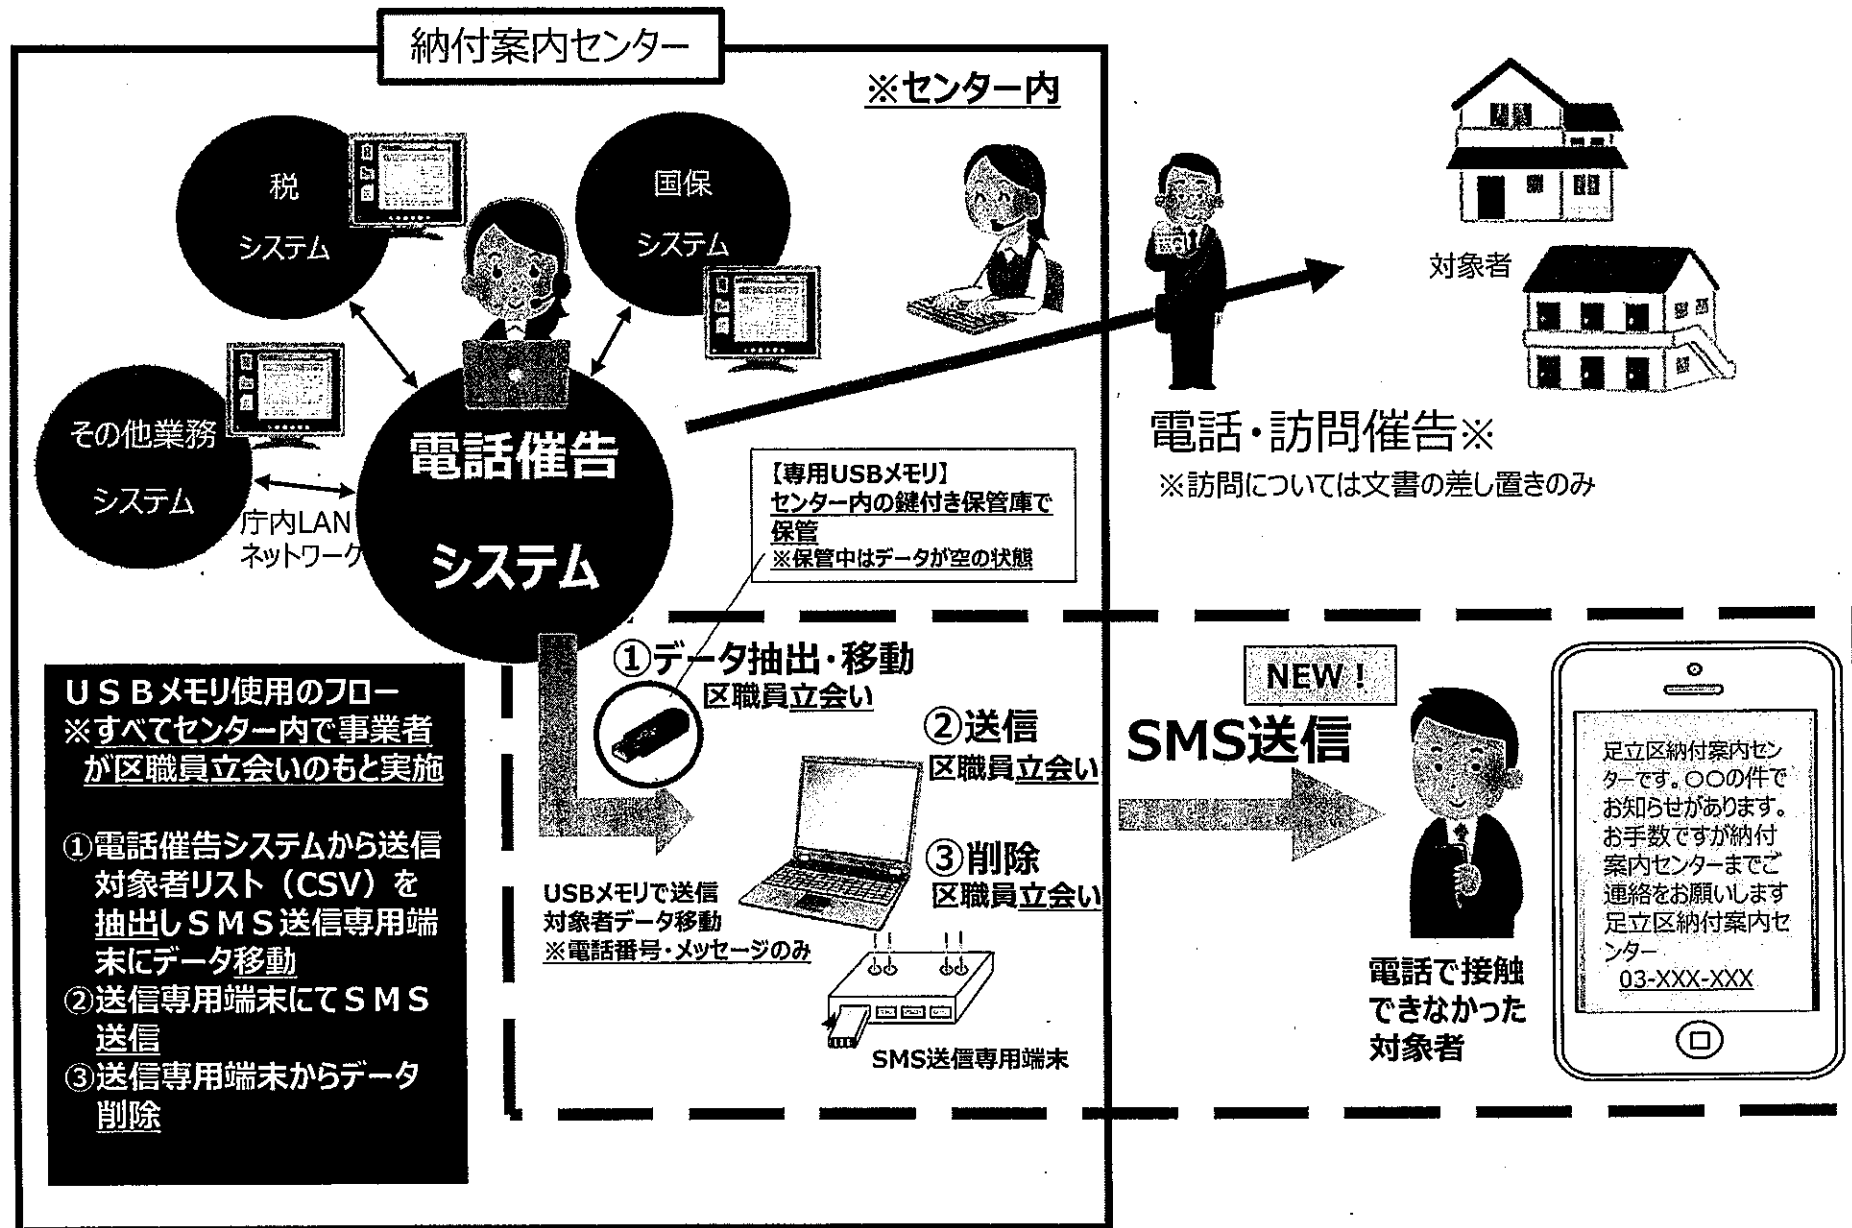 納付案内センター
※センター内
税
システム
国保
システム
その他業務
システム
庁内LAN
ネットワーク
電話催告
システム
対象者
電話・訪問催告※
※訪問については文書の差し置きのみ
【専用USBメモリ】
センター内の鍵付き保管庫で
保管
※保管中はデータが空の状態
USBメモリ使用のフロー
※すべてセンター内で事業者
が区職員立会いのもと実施
①電話催告システムから送信
対象者リスト（CSV）を
抽出しSMS送信専用端
末にデータ移動
②送信専用端末にてSMS
送信
③送信専用端末からデータ
削除
①データ抽出・移動
区職員立会い
②送信
区職員立会い
③削除
区職員立会い
USBメモリで送信
対象者データ移動
※電話番号・メッセージのみ
SMS送信専用端末
NEW！
SMS送信
電話で接触
できなかった
対象者
足立区納付案内セン
ターです。〇〇の件で
お知らせがあります。
お手数ですが納付
案内センターまでご
連絡をお願いします
足立区納付案内セ
ンター
03-XXX-XXX